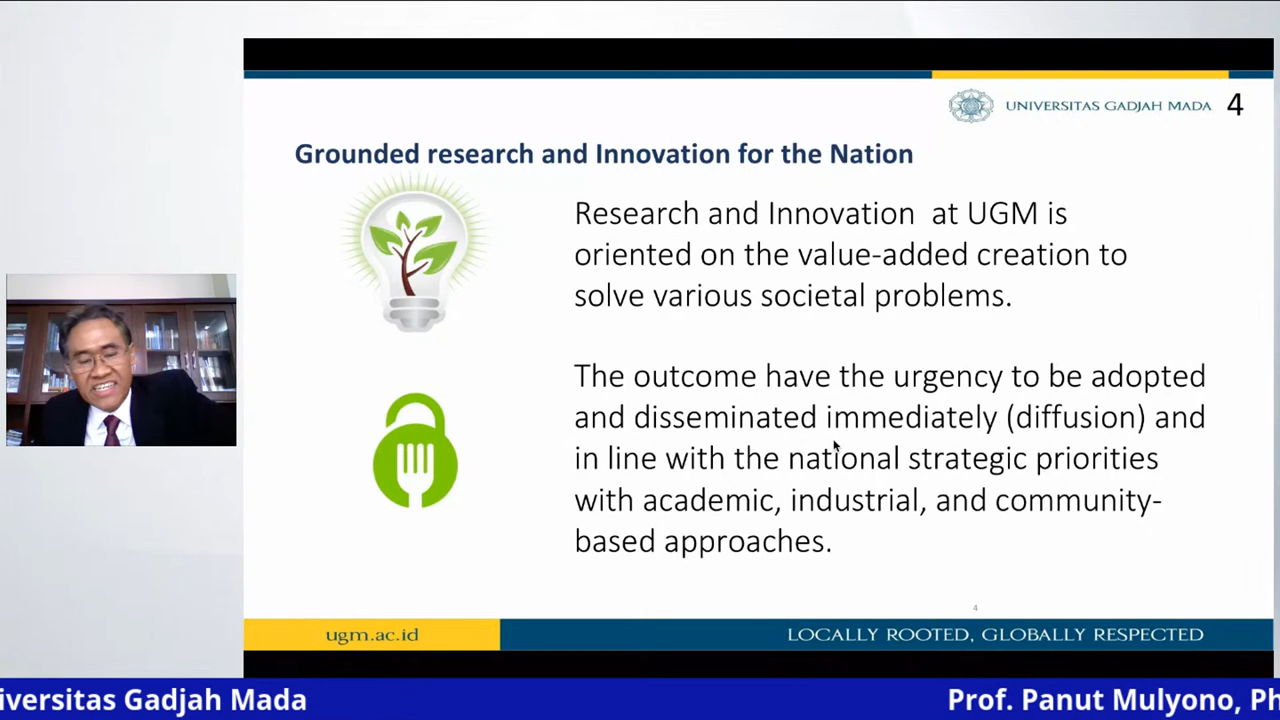 UNIVERSITAS GADJAH MADA 4
Grounded research and Innovation for the Nation
Research and Innovation at UGM is
oriented on the value-added creation to
solve various societal problems.
The outcome have the urgency to be adopted
and disseminated immediately (diffusion) and
in line with the national strategic priorities
with academic, industrial, and community-
based approaches.
4
ugm.ac.id
LOCALLY ROOTED, GLOBALLY RESPECTED
iversitas Gadjah Mada
Prof. Panut Mulyono, Ph